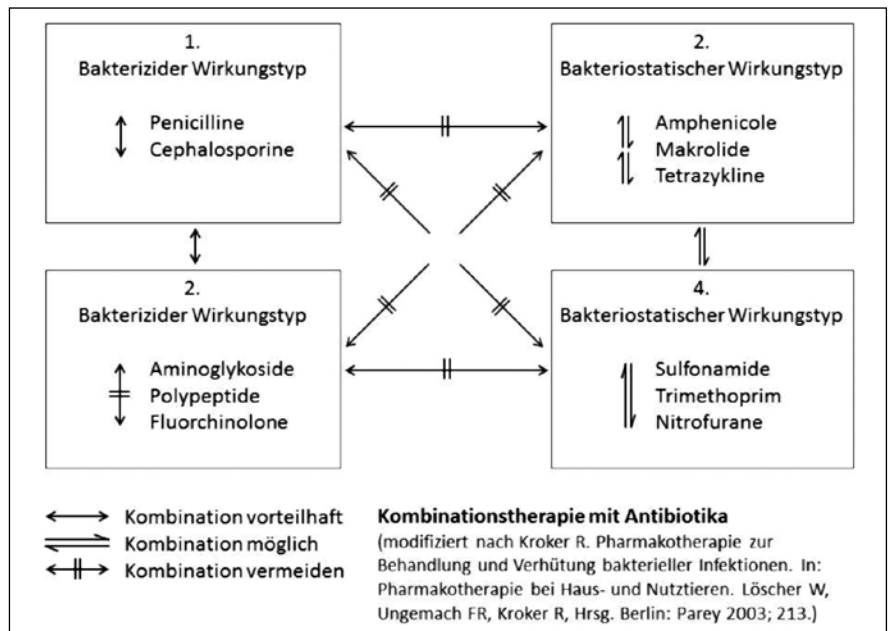 1.
Bakterizider Wirkungstyp
Penicilline
Cephalosporine
2.
Bakteriostatischer Wirkungstyp
Amphenicole
Makrolide
Tetrazykline
2.
Bakterizider Wirkungstyp
Aminoglykoside
Polypeptide
Fluorchinolone
4.
Bakteriostatischer Wirkungstyp
Sulfonamide
Trimethoprim
Nitrofurane
Kombination vorteilhaft
Kombination möglich
Kombination vermeiden
Kombinationstherapie mit Antibiotika
(modifiziert nach Kroker R. Pharmakotherapie zur
Behandlung und Verhütung bakterieller Infektionen. In:
Pharmakotherapie bei Haus- und Nutztieren. Löscher W,
Ungemach FR, Kroker R, Hrsg. Berlin: Parey 2003; 213.)